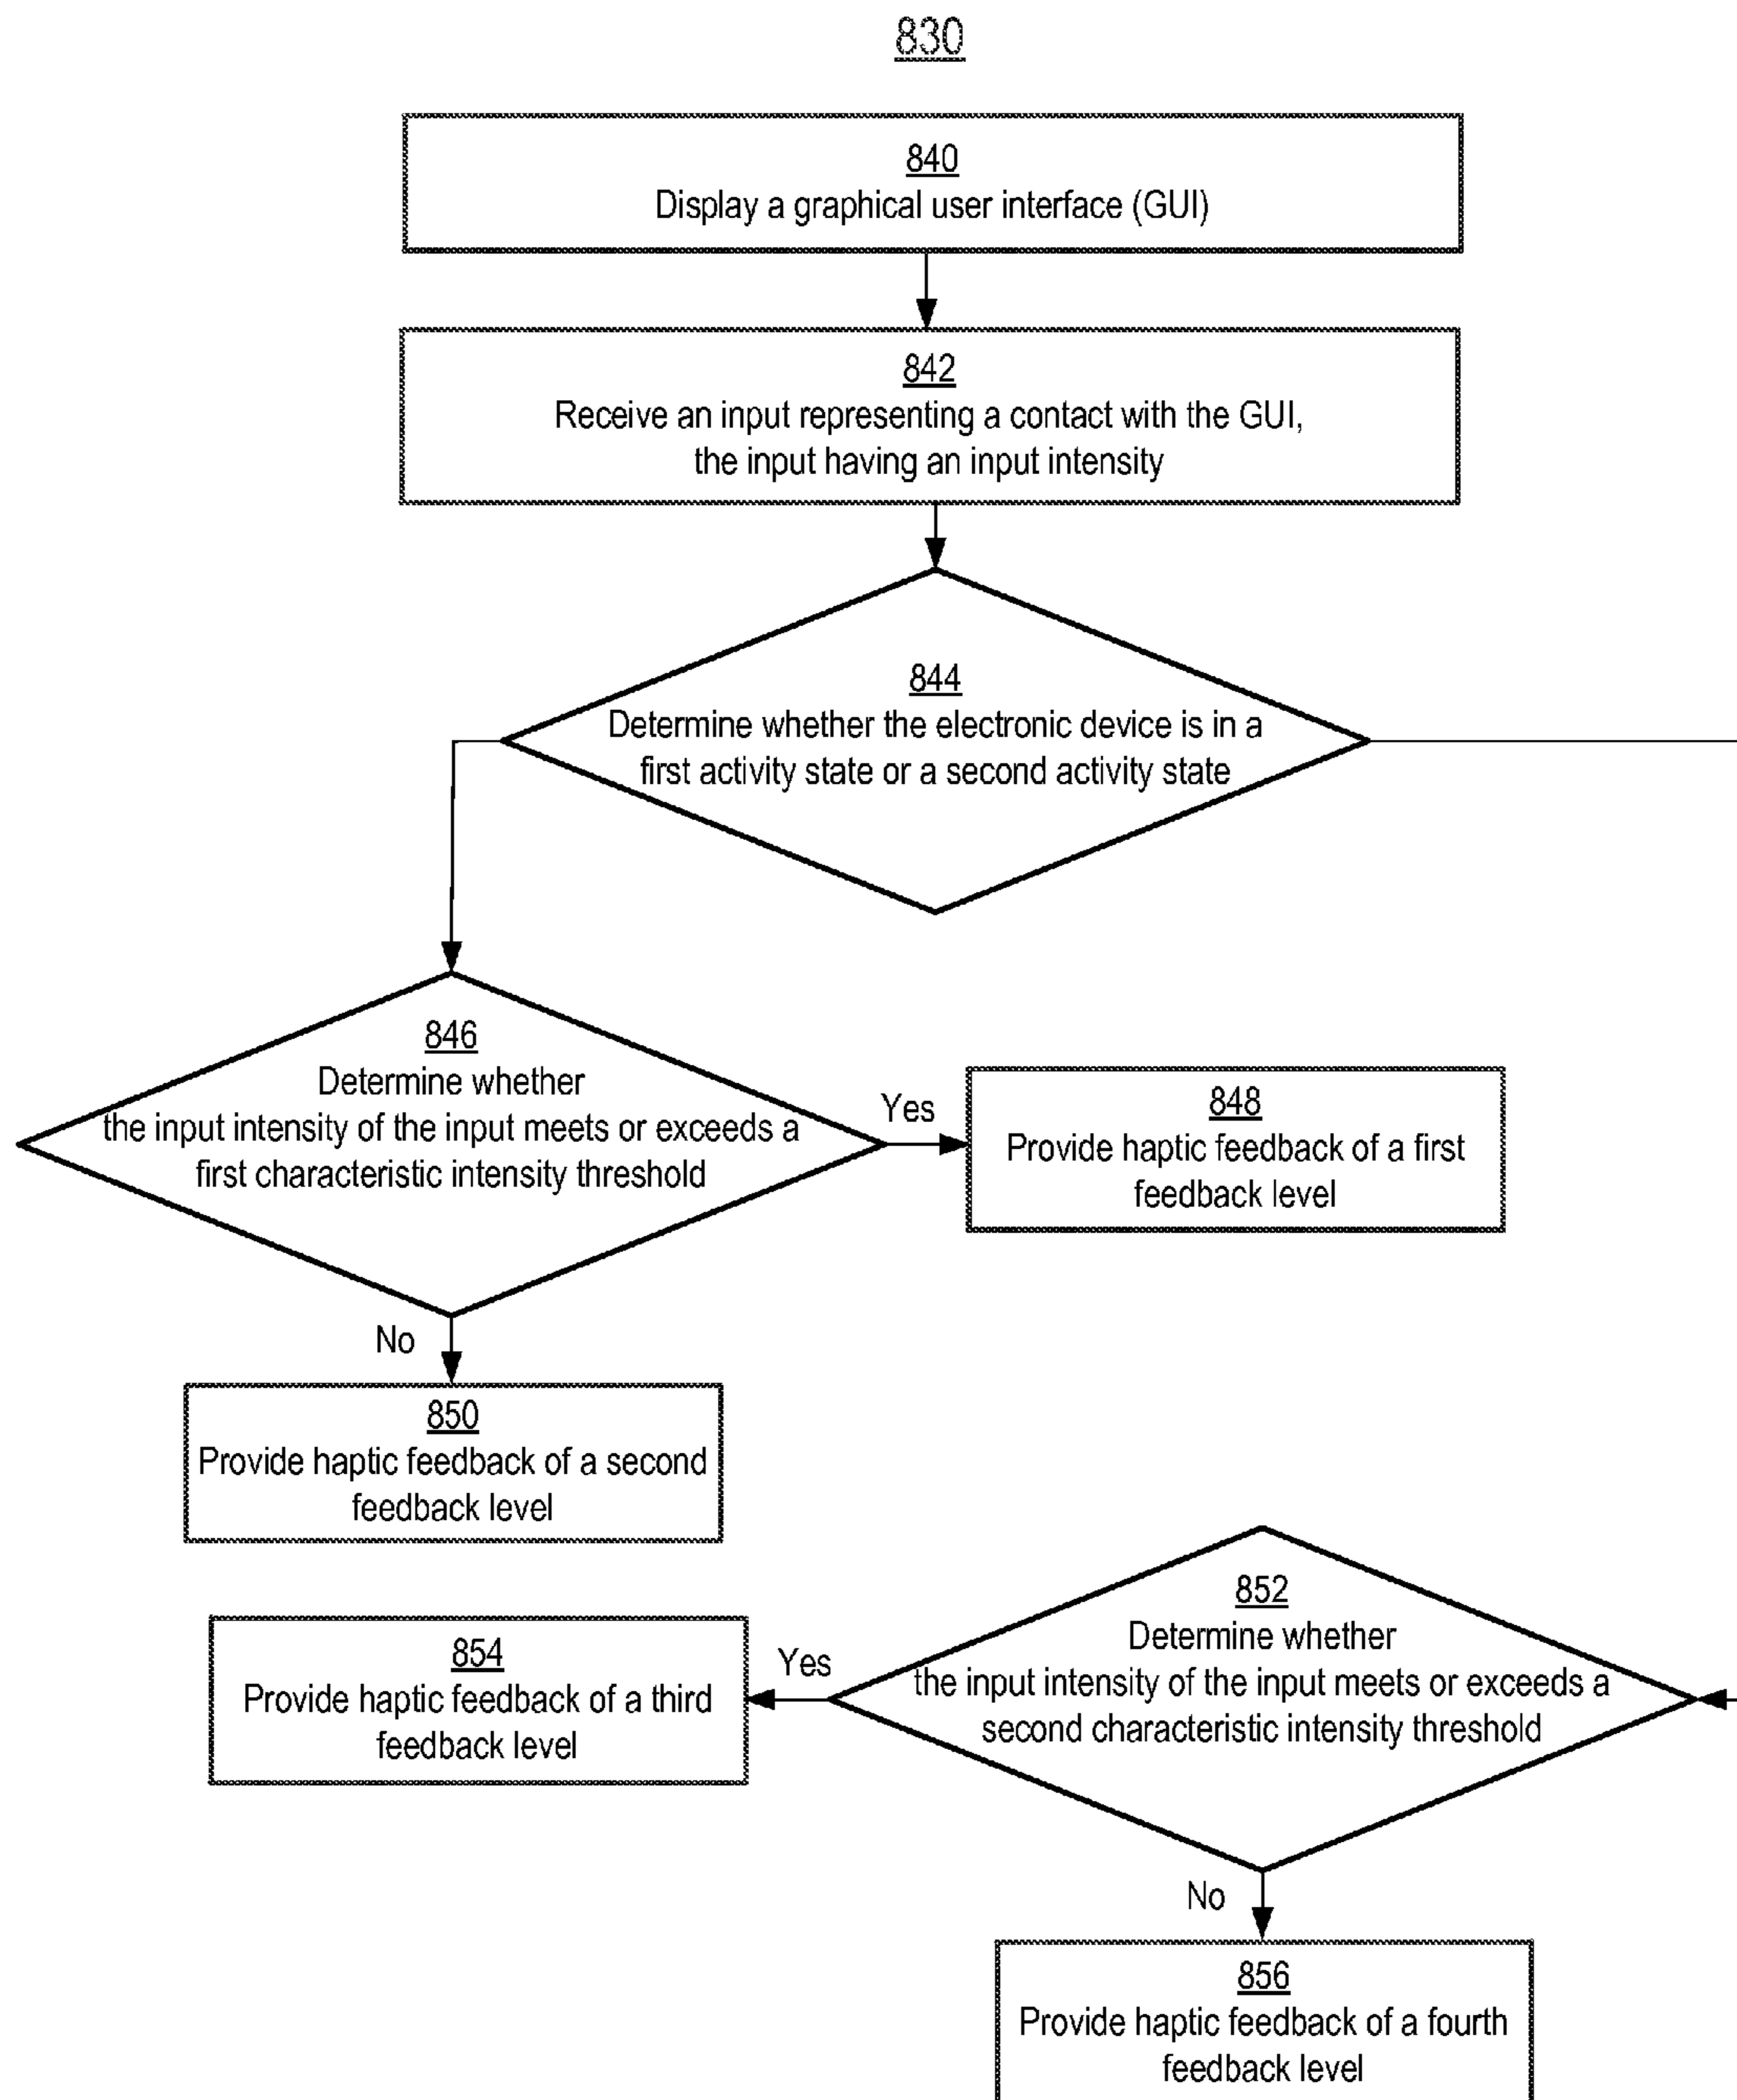 830
840
Display a graphical user interface (GUI)
842
Receive an input representing a contact with the GUI,
the input having an input intensity
844
Determine whether the electronic device is in a
first activity state or a second activity state
846
Determine whether
the input intensity of the input meets or exceeds a
first characteristic intensity threshold
Yes
848
Provide haptic feedback of a first
feedback level
No
850
Provide haptic feedback of a second
feedback level
852
Determine whether
the input intensity of the input meets or exceeds a
second characteristic intensity threshold
Yes
854
Provide haptic feedback of a third
feedback level
No
856
Provide haptic feedback of a fourth
feedback level